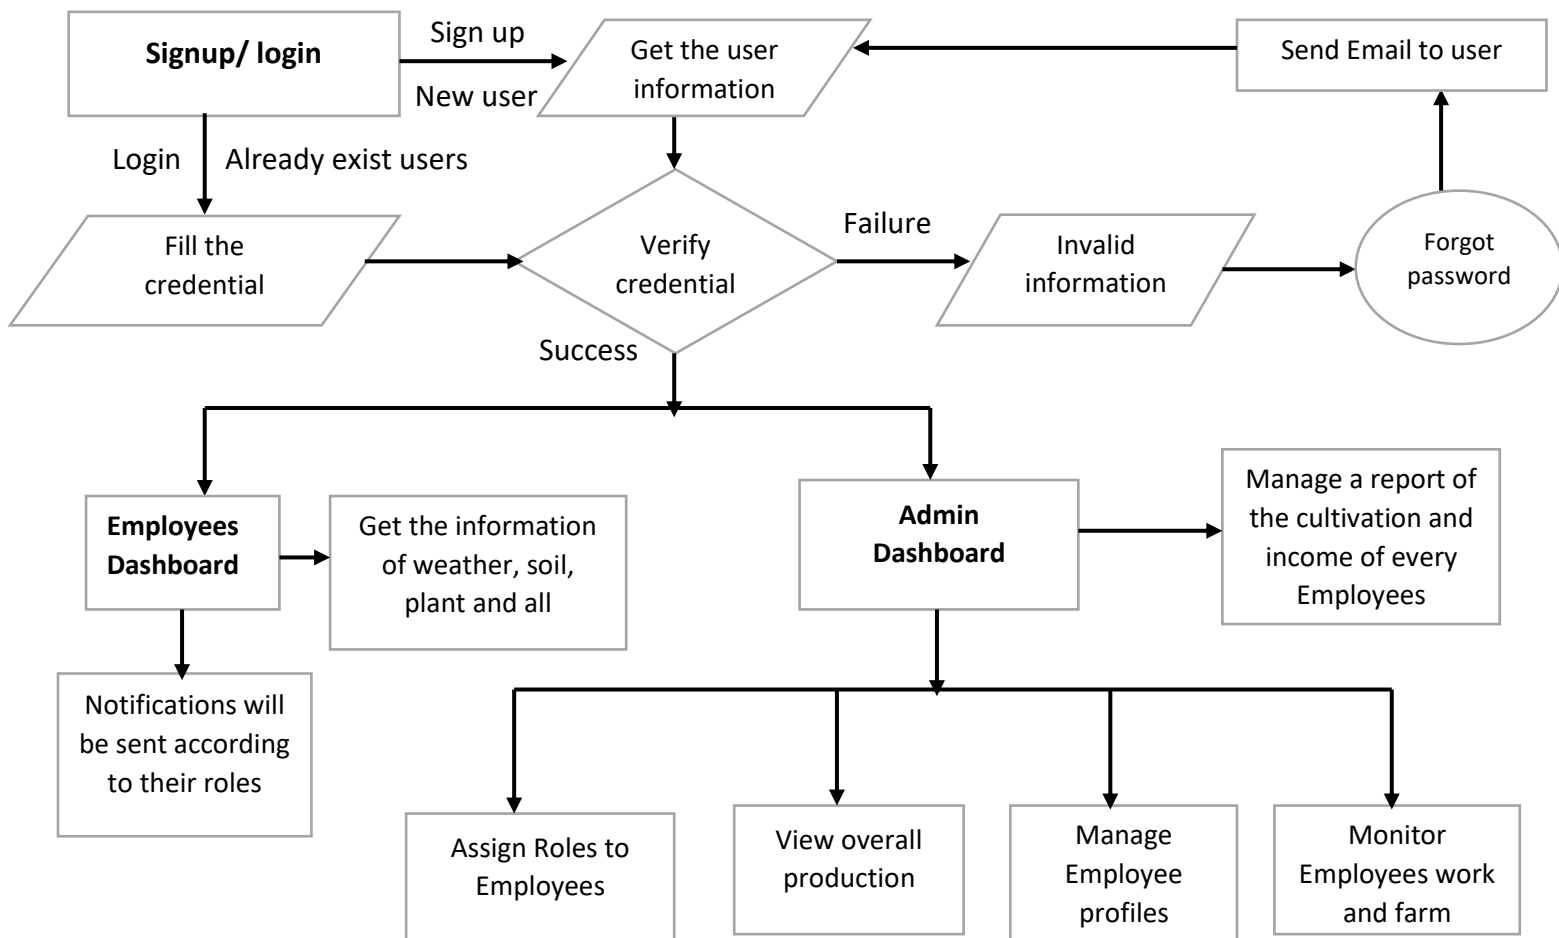 Signup/ login
Sign up
New user
Get the user
information
Send Email to user
Login
Already exist users
Fill the
credential
Verify
credential
Failure
Invalid
information
Forgot
password
Success
Employees
Dashboard
Get the information
of weather, soil,
plant and all
Admin
Dashboard
Manage a report of
the cultivation and
income of every
Employees
Notifications will
be sent according
to their roles
Assign Roles to
Employees
View overall
production
Manage
Employee
profiles
Monitor
Employees work
and farm